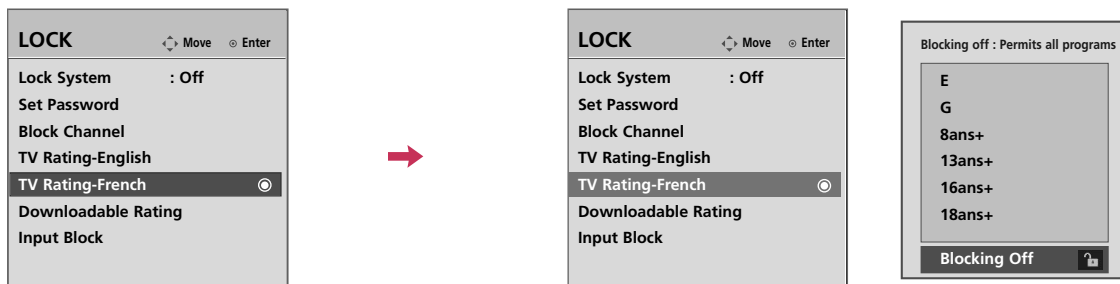 LOCK Move Enter
Lock System : Off
Set Password
Block Channel
TV Rating-English
TV Rating-French
Downloadable Rating
Input Block
LOCK Move Enter
Lock System : Off
Set Password
Block Channel
TV Rating-English
TV Rating-French
Downloadable Rating
Input Block
Blocking off : Permits all programs
E
G
8ans+
13ans+
16ans+
18ans+
Blocking Off